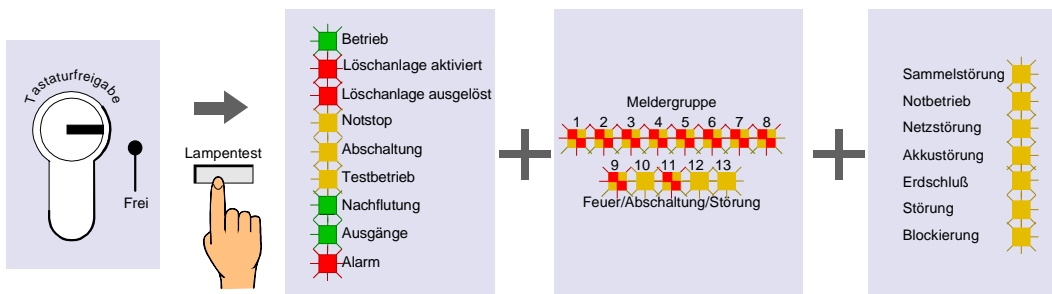 Tastaturfreigabe
Frei
Lampentest
Betrieb
Löschanlage aktiviert
Löschanlage ausgelöst
Notstop
Abschaltung
Testbetrieb
Nachflutung
Ausgänge
Alarm
Meldergruppe
1 2 3 4 5 6 7 8
9 10 11 12 13
Feuer/Abschaltung/Störung
Sammelstörung
Notbetrieb
Netzstörung
Akkustörung
Erdschluß
Störung
Blockierung